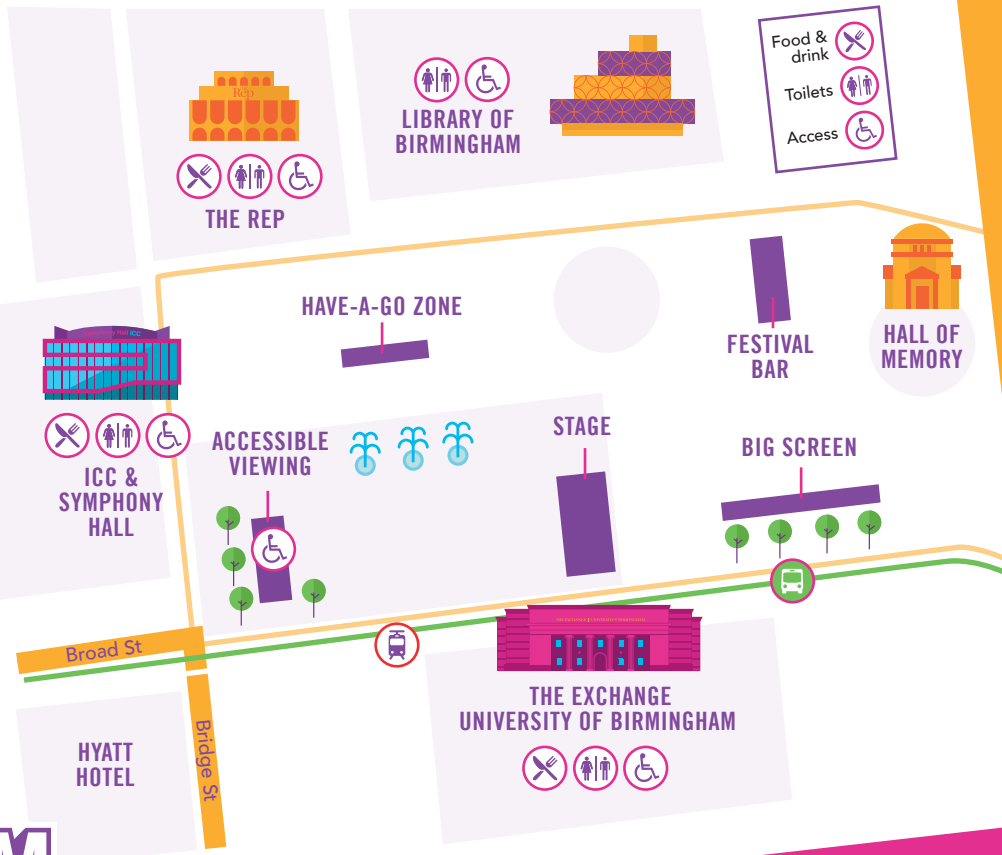 Food &
drink
Toilets
Access
LIBRARY OF
BIRMINGHAM
Rep
THE REP
HAVE-A-GO ZONE
FESTIVAL
BAR
HALL OF
MEMORY
ICC &
SYMPHONY
HALL
ACCESSIBLE
VIEWING
STAGE
BIG SCREEN
Broad St
Bridge St
THE EXCHANGE
UNIVERSITY OF BIRMINGHAM
HYATT
HOTEL